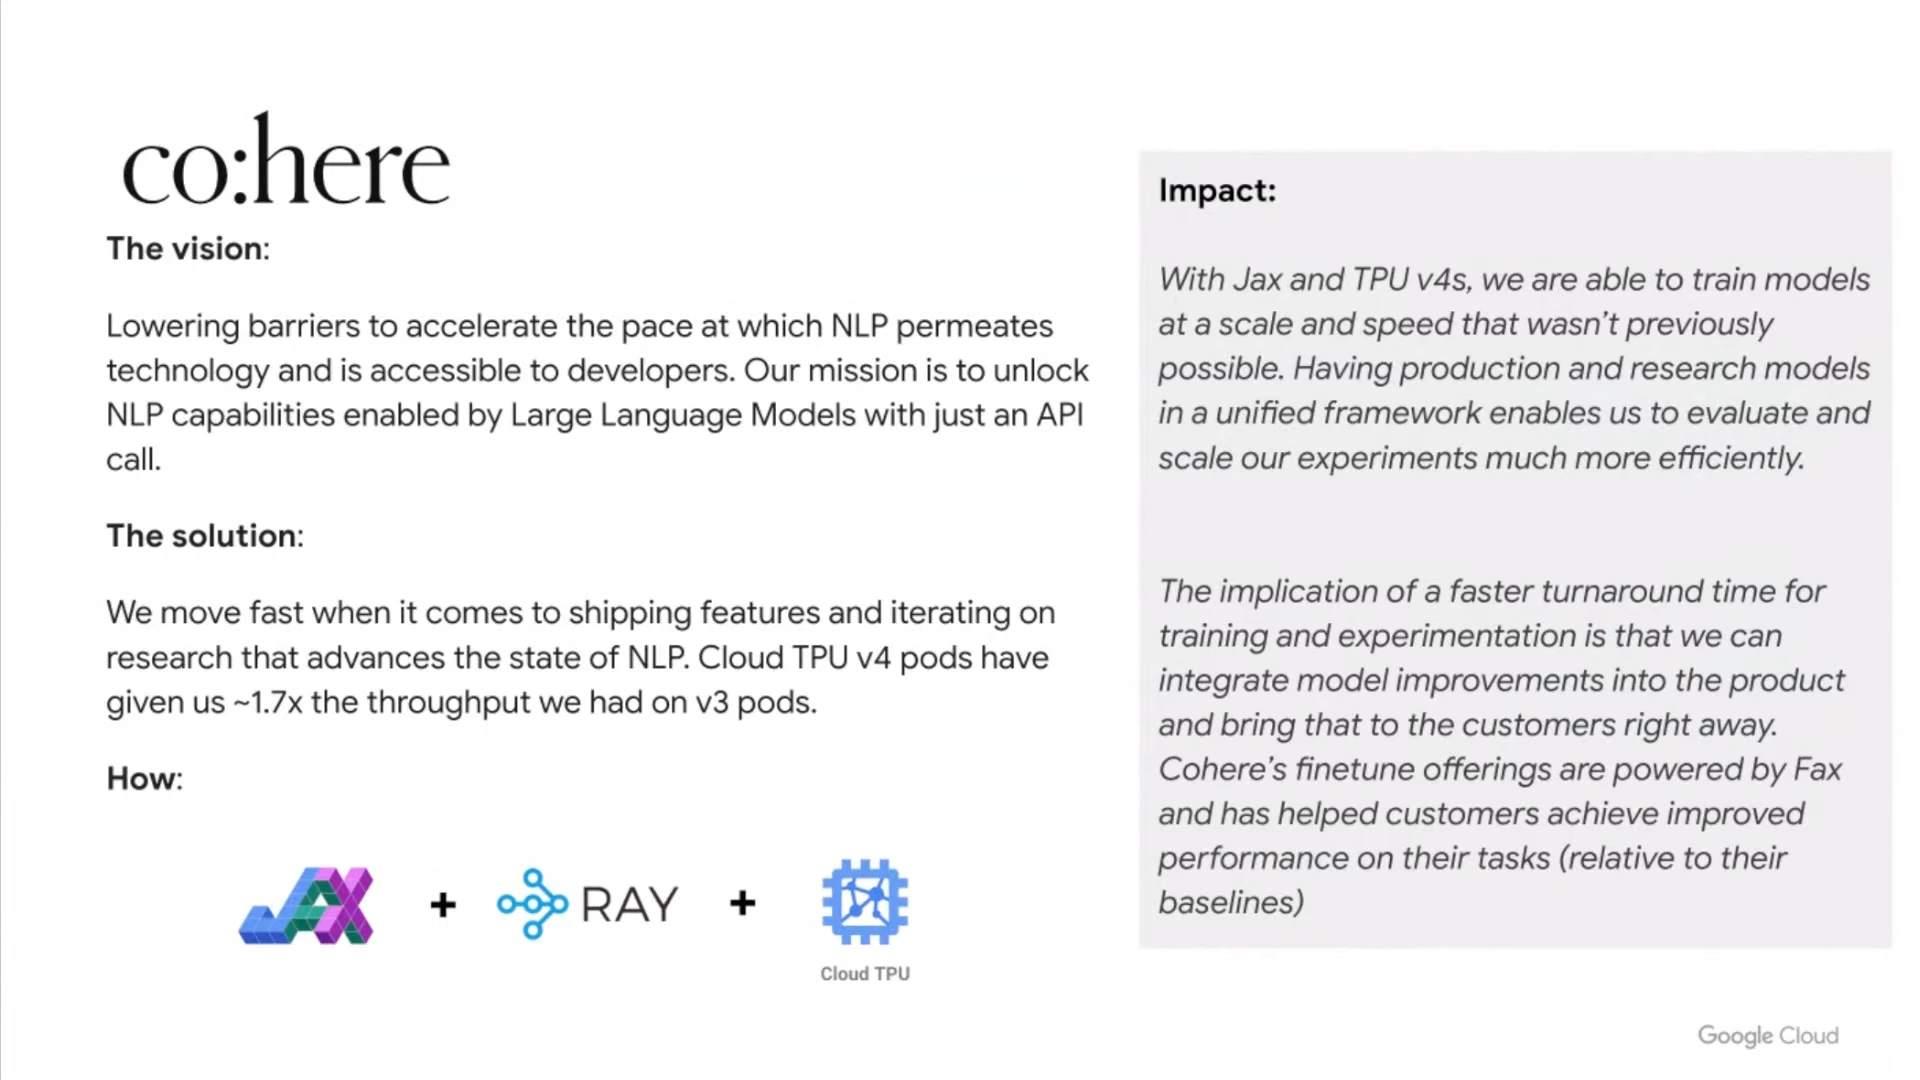 co:here
The vision:
Lowering barriers to accelerate the pace at which NLP permeates
technology and is accessible to developers. Our mission is to unlock
NLP capabilities enabled by Large Language Models with just an API
call.
The solution:
We move fast when it comes to shipping features and iterating on
research that advances the state of NLP. Cloud TPU v4 pods have
given us ~1.7x the throughput we had on v3 pods.
How:
JAX + RAY +
Cloud TPU
Impact:
With Jax and TPU v4s, we are able to train models
at a scale and speed that wasn’t previously
possible. Having production and research models
in a unified framework enables us to evaluate and
scale our experiments much more efficiently.
The implication of a faster turnaround time for
training and experimentation is that we can
integrate model improvements into the product
and bring that to the customers right away.
Cohere’s finetune offerings are powered by Fax
and has helped customers achieve improved
performance on their tasks (relative to their
baselines)
Google Cloud